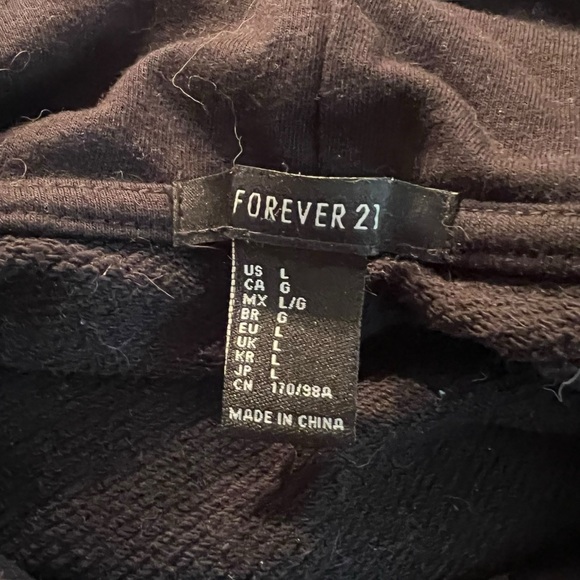 FOREVER 21
US L
CA G
MX L/G
BR G
EU L
UK L
KR L
JP L
CN 170/98A
MADE IN CHINA